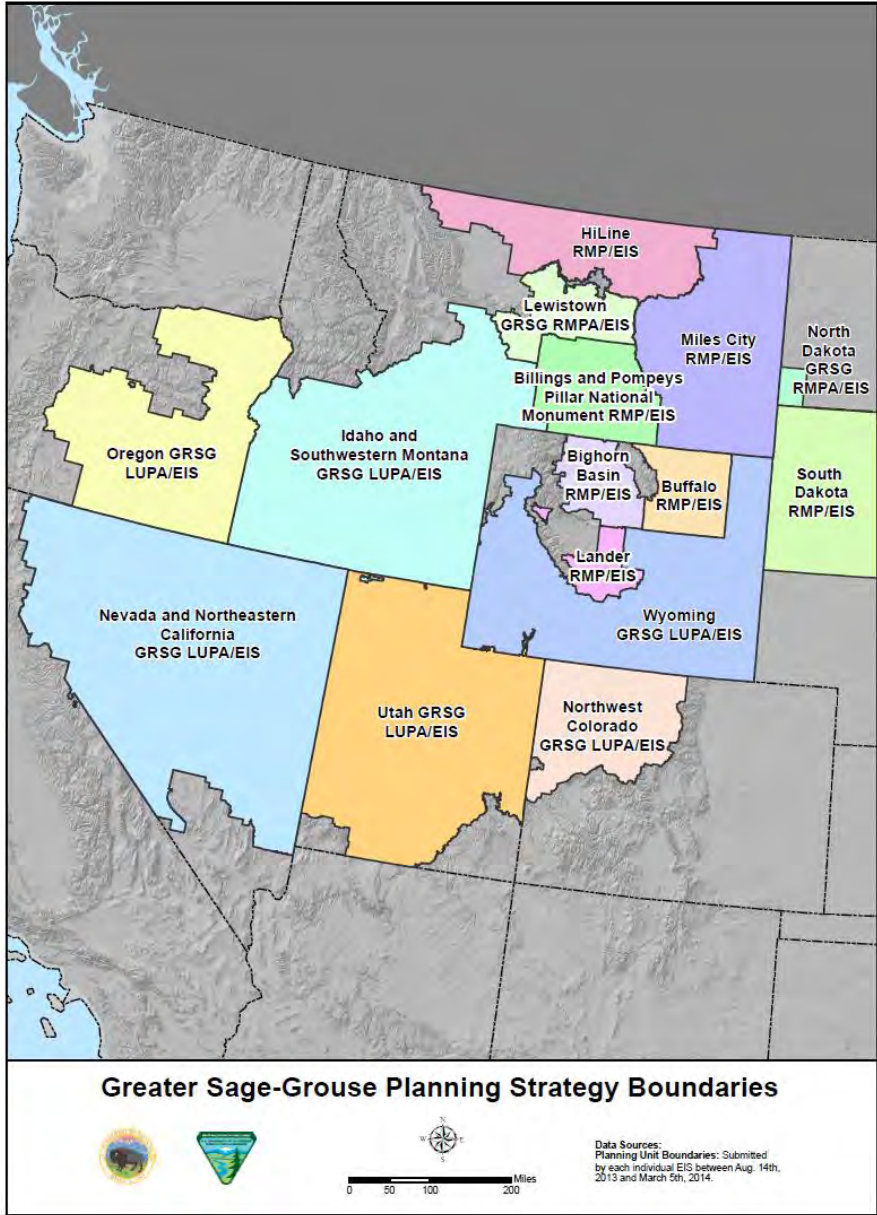 HiLine
RMP/EIS
Lewistown
GRSG RMPA/EIS
Miles City
RMP/EIS
North
Dakota
GRSG
RMPA/EIS
Billings and Pompeys
Pillar National
Monument RMP/EIS
Oregon GRSG
LUPA/EIS
Idaho and
Southwestern Montana
GRSG LUPA/EIS
Bighorn
Basin
RMP/EIS
Buffalo
RMP/EIS
South
Dakota
RMP/EIS
Lander
RMP/EIS
Nevada and Northeastern
California
GRSG LUPA/EIS
Wyoming
GRSG LUPA/EIS
Utah GRSG
LUPA/EIS
Northwest
Colorado
GRSG LUPA/EIS
Greater Sage-Grouse Planning Strategy Boundaries
N
W E
S
Miles
0 50 100 200
Data Sources:
Planning Unit Boundaries: Submitted
by each individual EIS between Aug. 14th,
2013 and March 5th, 2014.